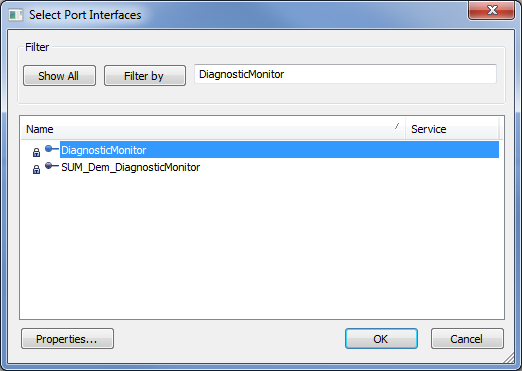 Select Port Interfaces
Filter
Show All Filter by DiagnosticMonitor
Name Service
DiagnosticMonitor
SUM_Dem_DiagnosticMonitor
Properties... OK Cancel